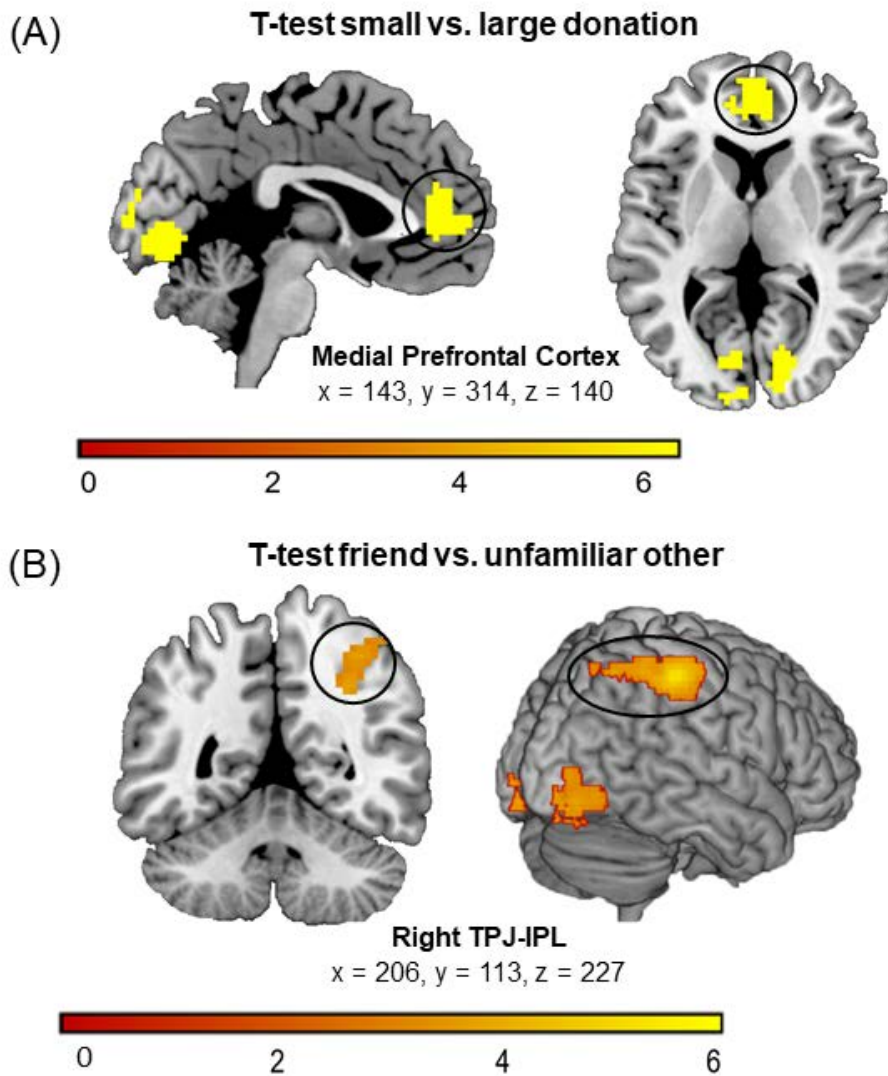 (A)
T-test small vs. large donation
Medial Prefrontal Cortex
x = 143, y = 314, z = 140
0 2 4 6
(B)
T-test friend vs. unfamiliar other
Right TPJ-IPL
x = 206, y = 113, z = 227
0 2 4 6